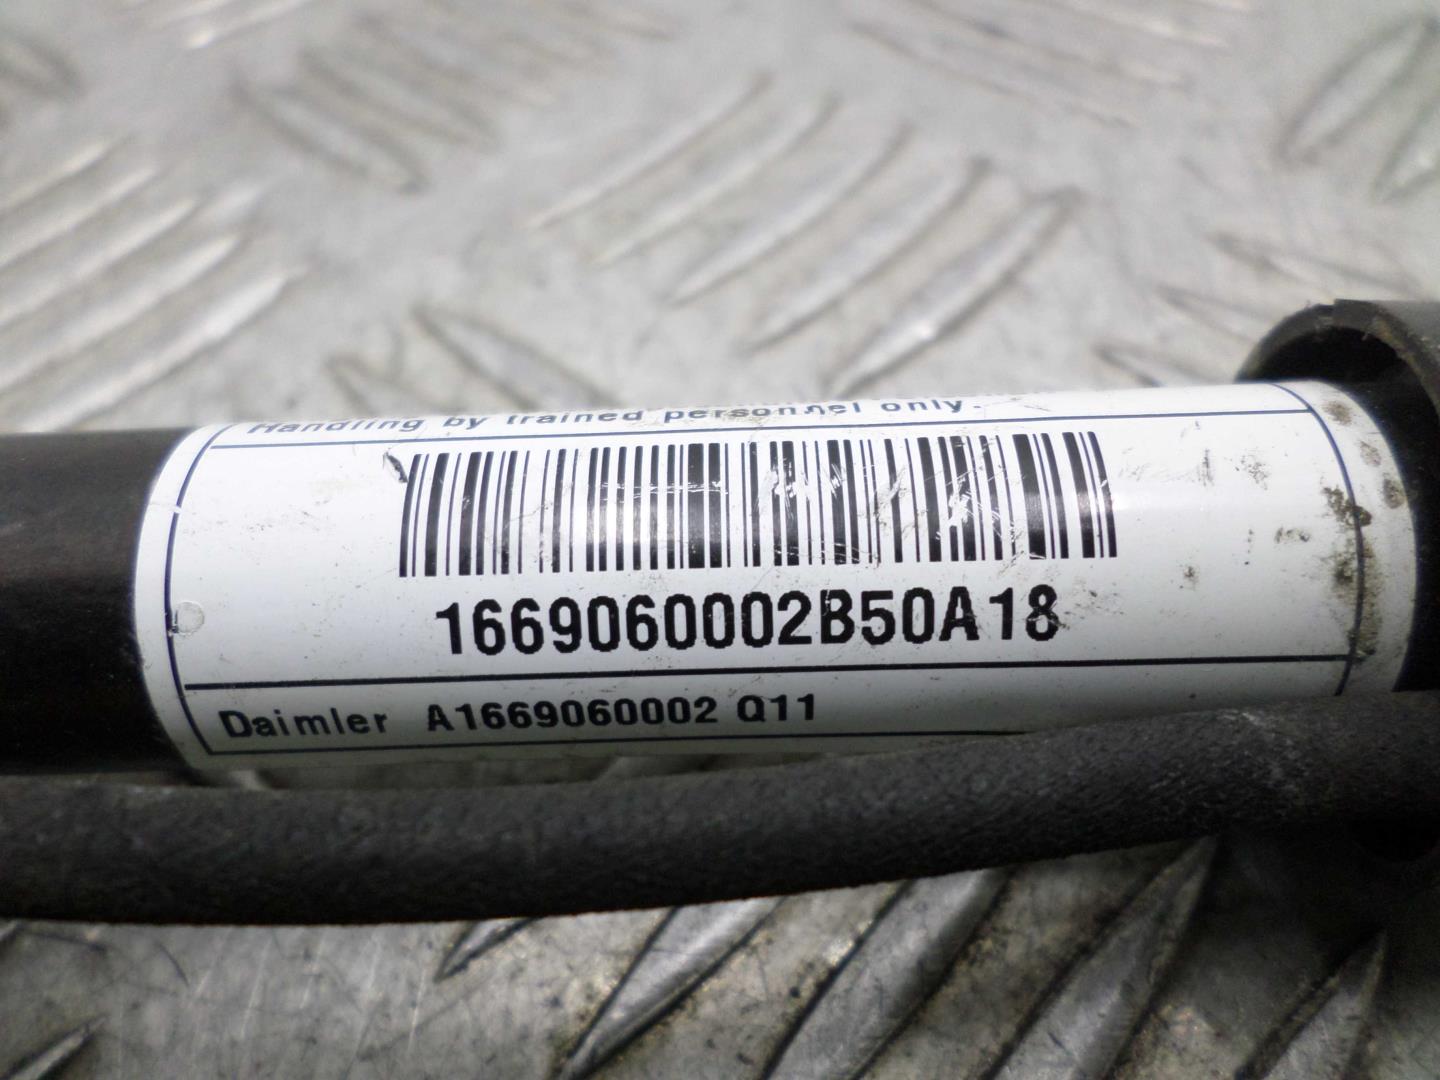 Handling by trained personnel only.
1669060002B50A18
Daimler A1669060002 Q11